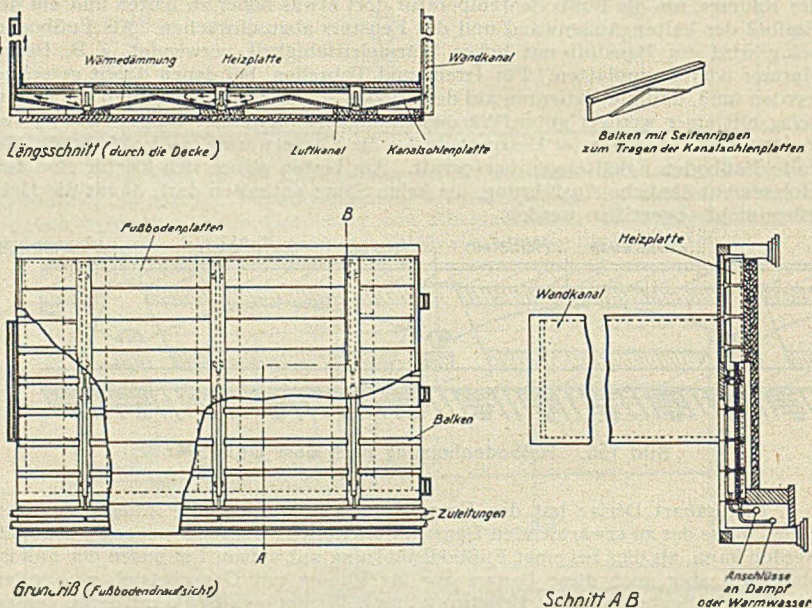 Wärmedämmung
Heizplatte
Wandkanal
Längsschnitt (durch die Decke)
Luftkanal
Kanalsohlenplatte
Balken mit Seitenrippen
zum Tragen der Kanalsohlenplatten
B
Fußbodenplatten
Heizplatte
Wandkanal
Balken
Zuleitungen
A
Grundriß (Fußbodendraufsicht)
Schnitt A B
Anschlüsse
an Dampf
oder Warmwasser